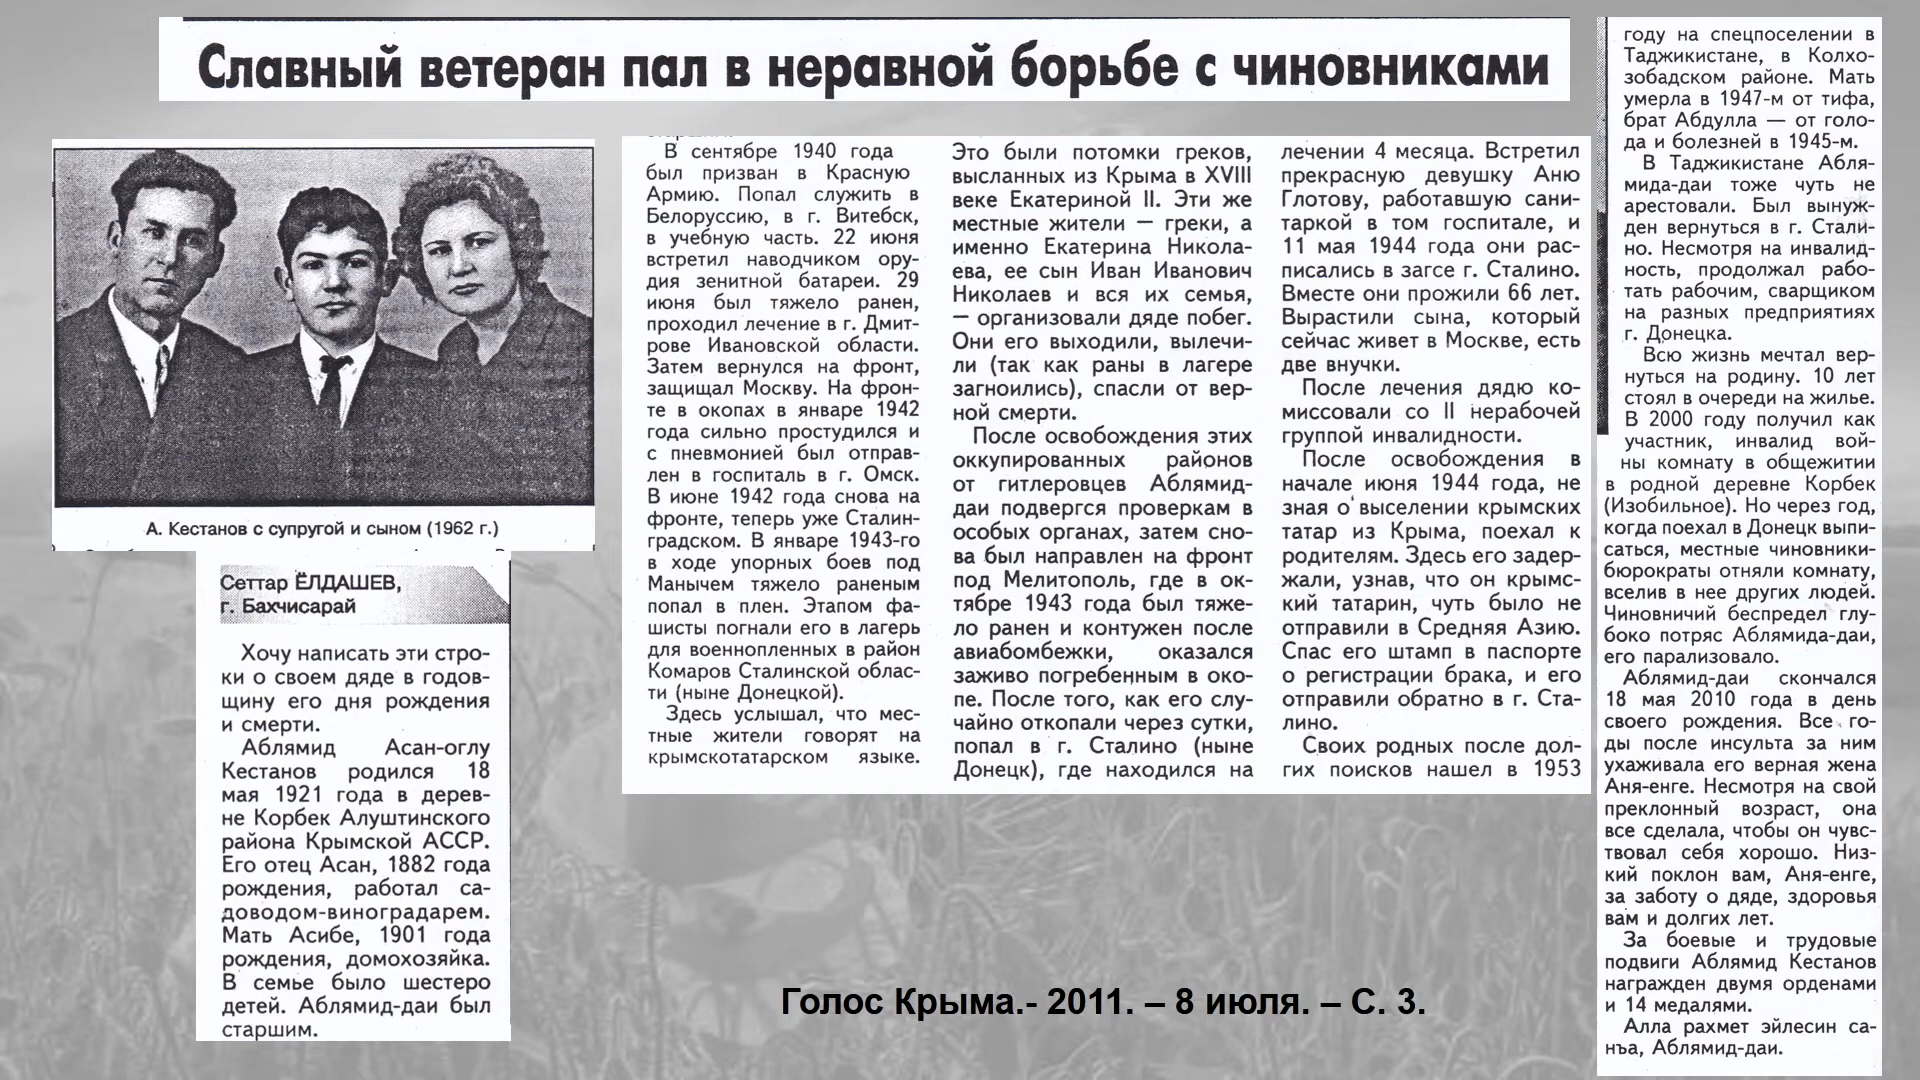 Славный ветеран пал в неравной борьбе с чиновниками
А. Кестанов с супругой и сыном (1962 г.)
Сеттар ЁЛДАШЕВ,
г. Бахчисарай
Хочу написать эти стро-
ки о своем дяде в годов-
щину его дня рождения
и смерти.
Аблямид Асан-оглу
Кестанов родился 18
мая 1921 года в дерев-
не Корбек Алуштинского
района Крымской АССР.
Его отец Асан, 1882 года
рождения, работал са-
доводом-виноградарем.
Мать Асибе, 1901 года
рождения, домохозяйка.
В семье было шестеро
детей. Аблямид-даи был
старшим.
В сентябре 1940 года
был призван в Красную
Армию. Попал служить в
Белоруссию, в г. Витебск,
в учебную часть. 22 июня
встретил наводчиком ору-
дия зенитной батареи. 29
июня был тяжело ранен,
проходил лечение в г. Дмит-
рове Ивановской области.
Затем вернулся на фронт,
защищал Москву. На фрон-
те в окопах в январе 1942
года сильно простудился и
с пневмонией был отправ-
лен в госпиталь в г. Омск.
В июне 1942 года снова на
фронте, теперь уже Сталин-
градском. В январе 1943-го
в ходе упорных боев под
Манычем тяжело раненым
попал в плен. Этапом фа-
шисты погнали его в лагерь
для военнопленных в район
Комаров Сталинской облас-
ти (ныне Донецкой).
Здесь услышал, что мес-
тные жители говорят на
крымскотатарском языке.
Это были потомки греков,
высланных из Крыма в XVIII
веке Екатериной II. Эти же
местные жители — греки, а
именно Екатерина Никола-
ева, ее сын Иван Иванович
Николаев и вся их семья,
— организовали дяде побег.
Они его выходили, вылечи-
ли (так как раны в лагере
загноились), спасли от вер-
ной смерти.
После освобождения этих
оккупированных районов
от гитлеровцев Аблямид-
даи подвергся проверкам в
особых органах, затем сно-
ва был направлен на фронт
под Мелитополь, где в ок-
тябре 1943 года был тяже-
ло ранен и контужен после
авиабомбежки, оказался
заживо погребенным в око-
пе. После того, как его слу-
чайно откопали через сутки,
попал в г. Сталино (ныне
Донецк), где находился на
лечении 4 месяца. Встретил
прекрасную девушку Аню
Глотову, работавшую сани-
таркой в том госпитале, и
11 мая 1944 года они рас-
писались в загсе г. Сталино.
Вместе они прожили 66 лет.
Вырастили сына, который
сейчас живет в Москве, есть
две внучки.
После лечения дядю ко-
миссовали со II нерабочей
группой инвалидности.
После освобождения в
начале июня 1944 года, не
зная о выселении крымских
татар из Крыма, поехал к
родителям. Здесь его задер-
жали, узнав, что он крымс-
кий татарин, чуть было не
отправили в Средняя Азию.
Спас его штамп в паспорте
о регистрации брака, и его
отправили обратно в г. Ста-
лино.
Своих родных после дол-
гих поисков нашел в 1953
году на спецпоселении в
Таджикистане, в Колхо-
зобадском районе. Мать
умерла в 1947-м от тифа,
брат Абдулла — от голо-
да и болезней в 1945-м.
В Таджикистане Абля-
мида-даи тоже чуть не
арестовали. Был вынуж-
ден вернуться в г. Стали-
но. Несмотря на инвалид-
ность, продолжал рабо-
тать рабочим, сварщиком
на разных предприятиях
г. Донецка.
Всю жизнь мечтал вер-
нуться на родину. 10 лет
стоял в очереди на жилье.
В 2000 году получил как
участник, инвалид вой-
ны комнату в общежитии
в родной деревне Корбек
(Изобильное). Но через год,
когда поехал в Донецк выпи-
саться, местные чиновники-
бюрократы отняли комнату,
вселив в нее других людей.
Чиновничий беспредел глу-
боко потряс Аблямида-даи,
его парализовало.
Аблямид-даи скончался
18 мая 2010 года в день
своего рождения. Все го-
ды после инсульта за ним
ухаживала его верная жена
Аня-енге. Несмотря на свой
преклонный возраст, она
все сделала, чтобы он чувс-
твовал себя хорошо. Низ-
кий поклон вам, Аня-енге,
за заботу о дяде, здоровья
вам и долгих лет.
За боевые и трудовые
подвиги Аблямид Кестанов
награжден двумя орденами
и 14 медалями.
Алла рахмет эйлесин са-
нъа, Аблямид-даи.
Голос Крыма.- 2011. – 8 июля. – С. 3.